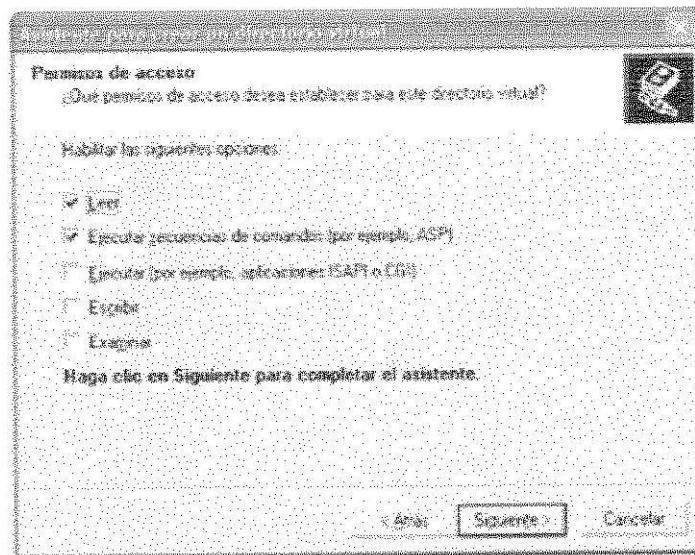 Asistente para crear un directorio virtual
Permisos de acceso
¿Qué permisos de acceso desea establecer para este directorio virtual?
Habilitar las siguientes opciones:
Leer
Ejecutar secuencias de comandos (por ejemplo, ASP)
Ejecutar (por ejemplo, aplicaciones ISAPI o CGI)
Escribir
Examinar
Haga clic en Siguiente para completar el asistente.
< Atrás
Siguiente >
Cancelar